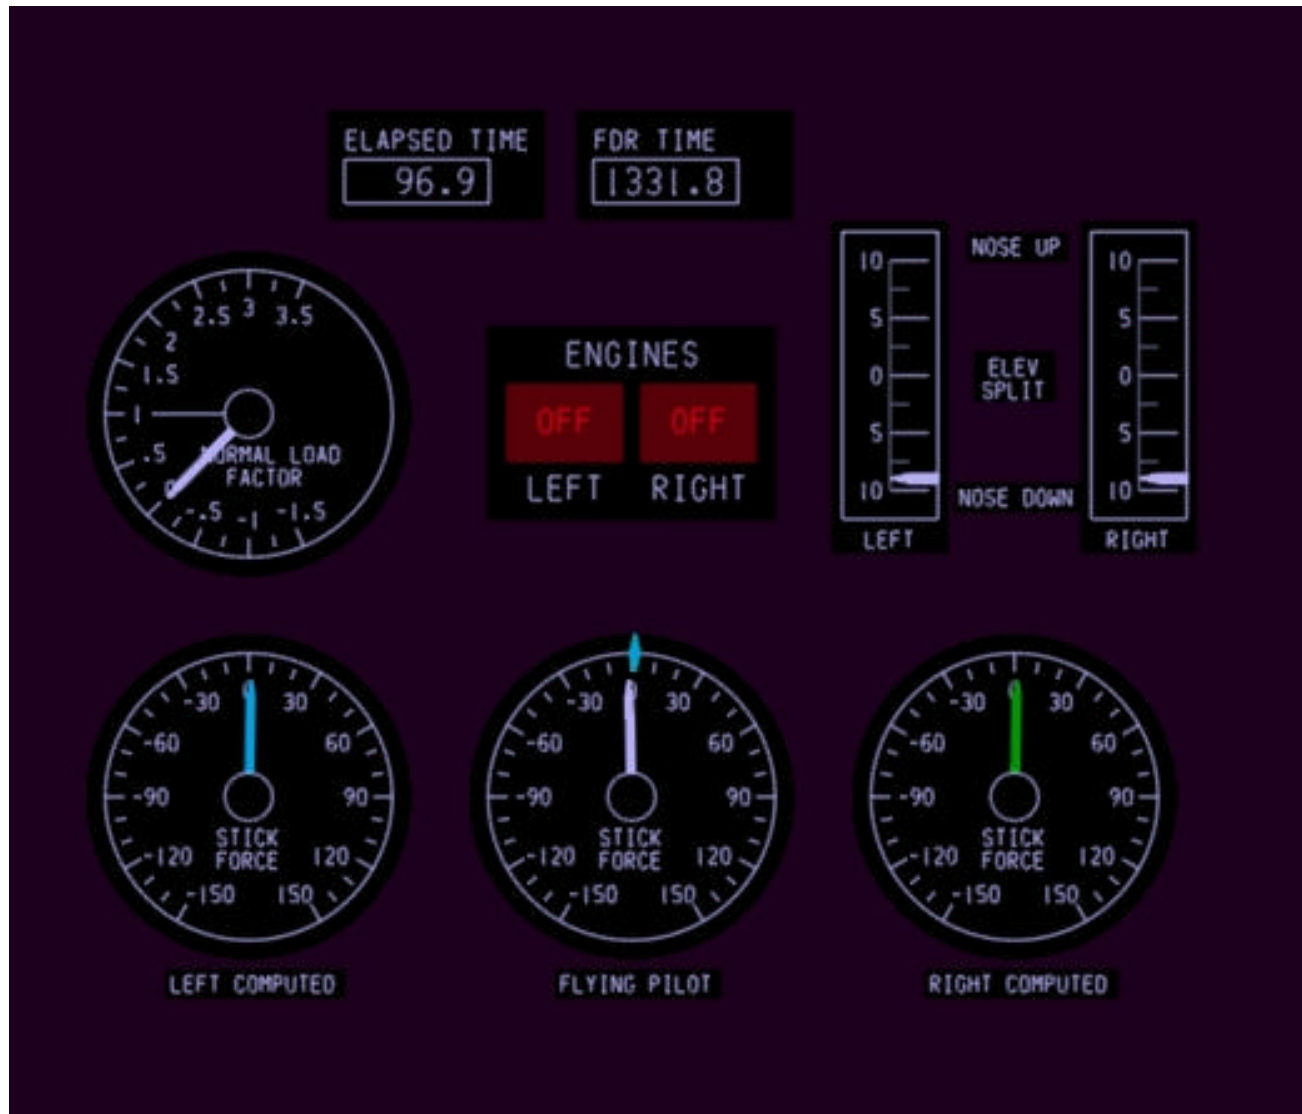 ELAPSED TIME
96.9
FDR TIME
1331.8
3
2.5
3.5
2
1.5
1
.5
0
-.5
-1
-1.5
NORMAL LOAD
FACTOR
ENGINES
OFF
OFF
LEFT
RIGHT
10
5
0
5
10
LEFT
NOSE UP
ELEV
SPLIT
NOSE DOWN
10
5
0
5
10
RIGHT
0
-30
30
-60
60
-90
90
STICK
FORCE
-120
120
-150
150
LEFT COMPUTED
0
-30
30
-60
60
-90
90
STICK
FORCE
-120
120
-150
150
FLYING PILOT
0
-30
30
-60
60
-90
90
STICK
FORCE
-120
120
-150
150
RIGHT COMPUTED